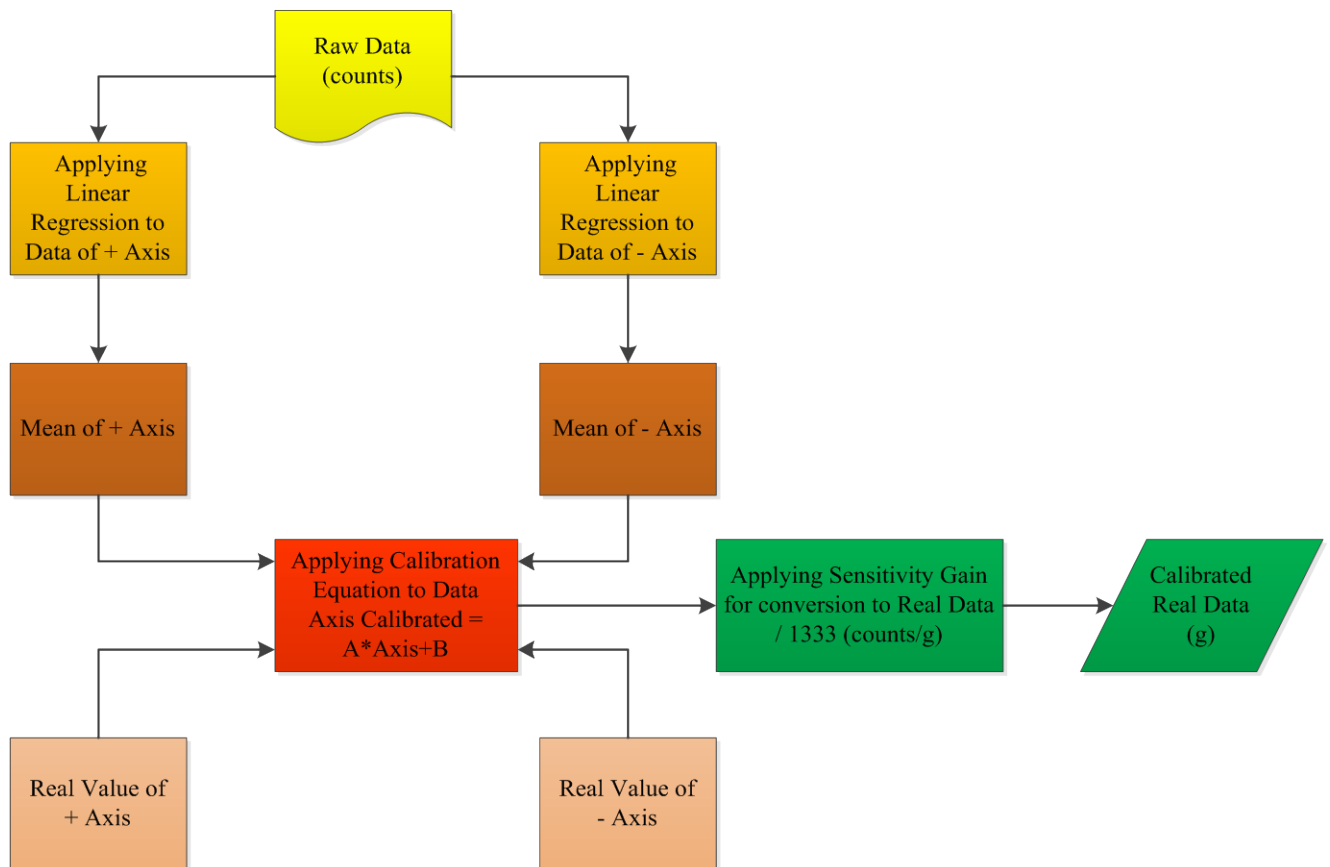 Raw Data
(counts)
Applying
Linear
Regression to
Data of + Axis
Applying
Linear
Regression to
Data of - Axis
Mean of + Axis
Mean of - Axis
Applying Calibration
Equation to Data
Axis Calibrated =
A*Axis+B
Applying Sensitivity Gain
for conversion to Real Data
/ 1333 (counts/g)
Calibrated
Real Data
(g)
Real Value of
+ Axis
Real Value of
- Axis